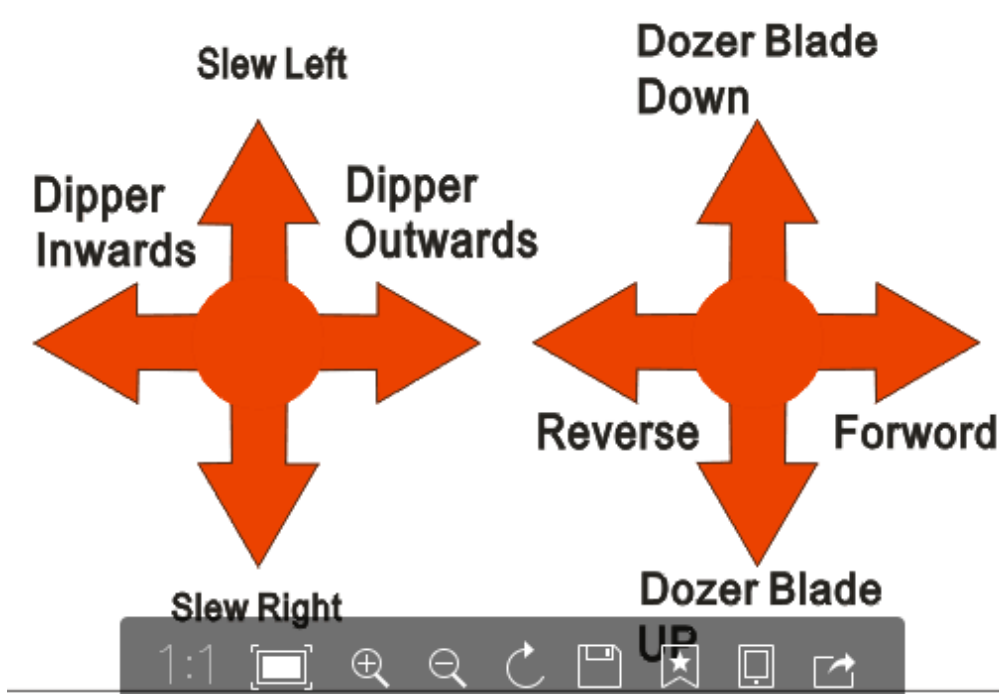 Slew Left
Dipper
Inwards
Dipper
Outwards
Slew Right
Dozer Blade
Down
Reverse
Forword
Dozer Blade
UP
1:1